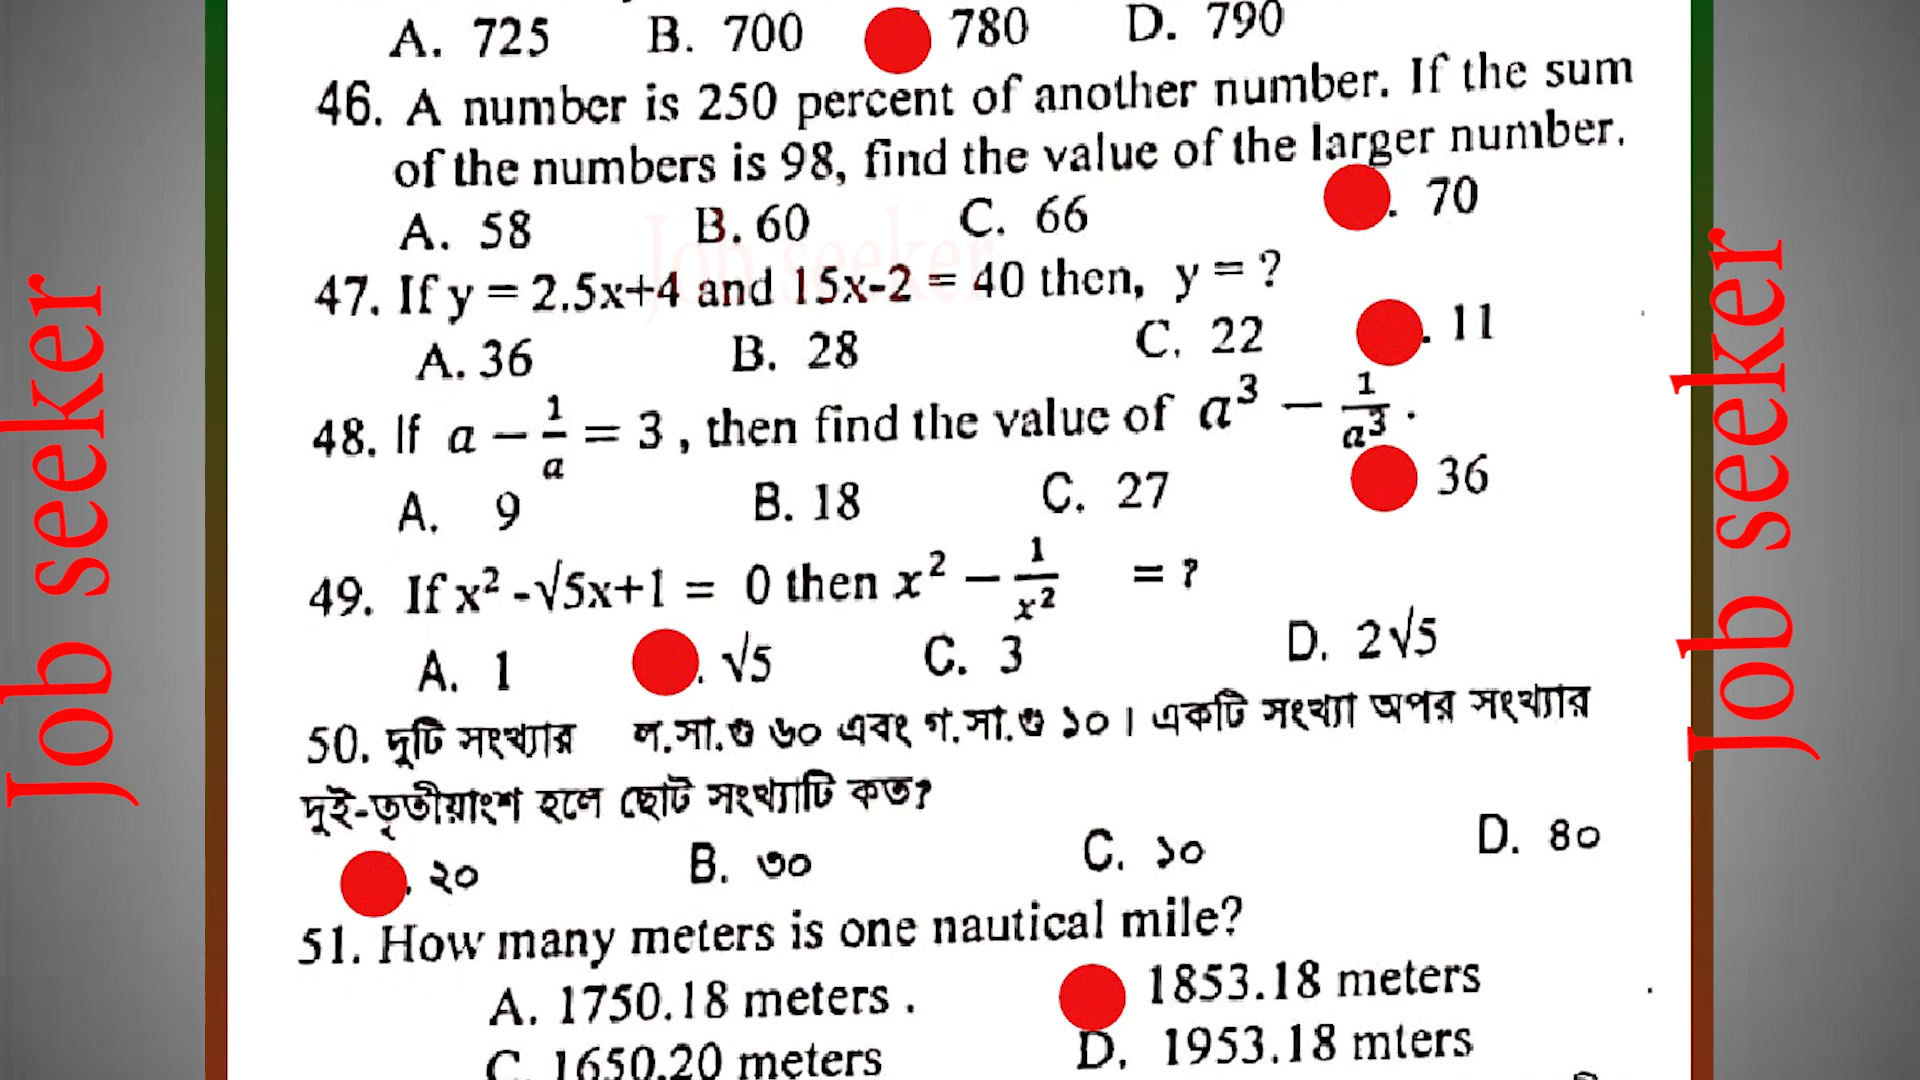 A. 725 B. 700 780 D. 790
46. A number is 250 percent of another number. If the sum
of the numbers is 98, find the value of the larger number.
A. 58 B. 60 C. 66 . 70
47. If y = 2.5x+4 and 15x-2 = 40 then, y = ?
A. 36 B. 28 C. 22 . 11
48. If a − 1/a = 3 , then find the value of a³ − 1/a³ .
A. 9 B. 18 C. 27 36
49. If x² -√5x+1 = 0 then x² − 1/x² = ?
A. 1 . √5 C. 3 D. 2√5
50. দুটি সংখ্যার ল.সা.গু ৬০ এবং গ.সা.গু ১০। একটি সংখ্যা অপর সংখ্যার
দুই-তৃতীয়াংশ হলে ছোট সংখ্যাটি কত?
. ২০ B. ৩০ C. ১০ D. ৪০
51. How many meters is one nautical mile?
A. 1750.18 meters . 1853.18 meters
C. 1650.20 meters D. 1953.18 mters
Job seeker
Job seeker
Job seeker